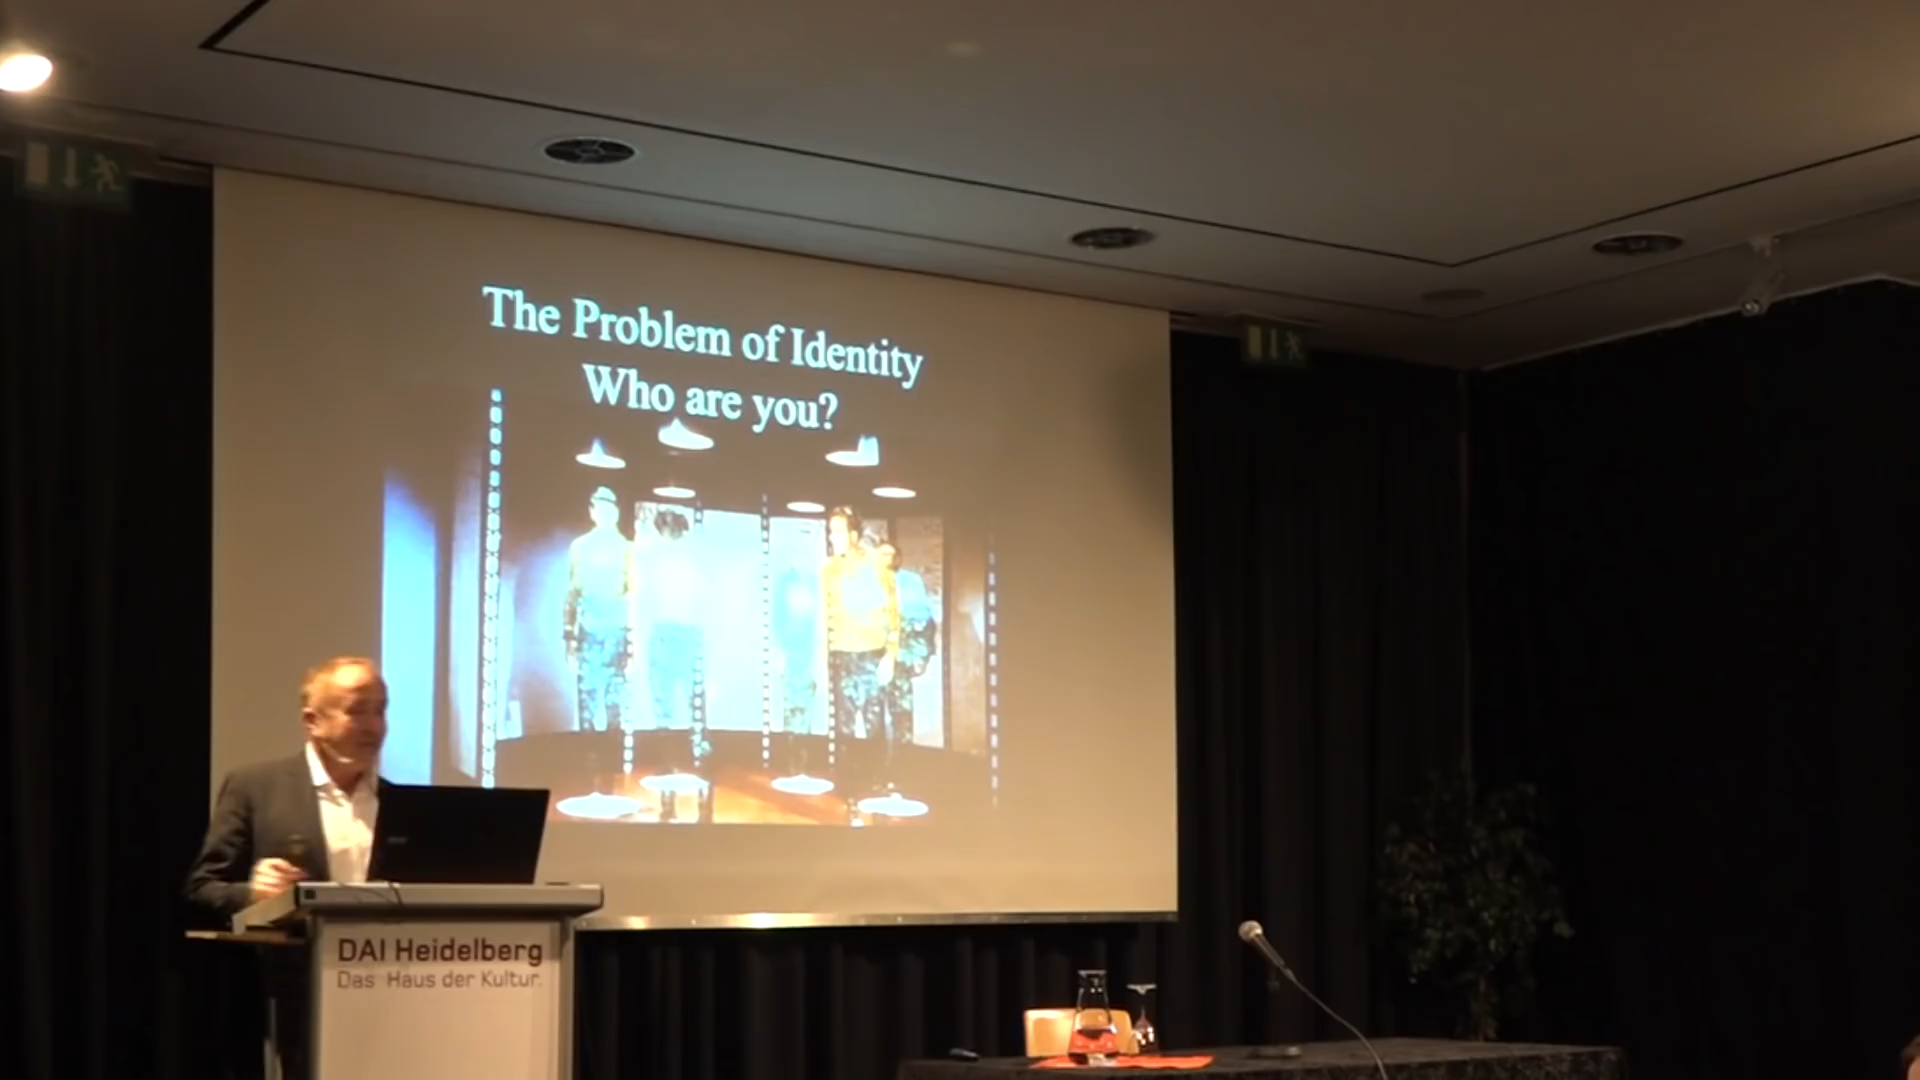 The Problem of Identity
Who are you?
DAI Heidelberg
Das Haus der Kultur.